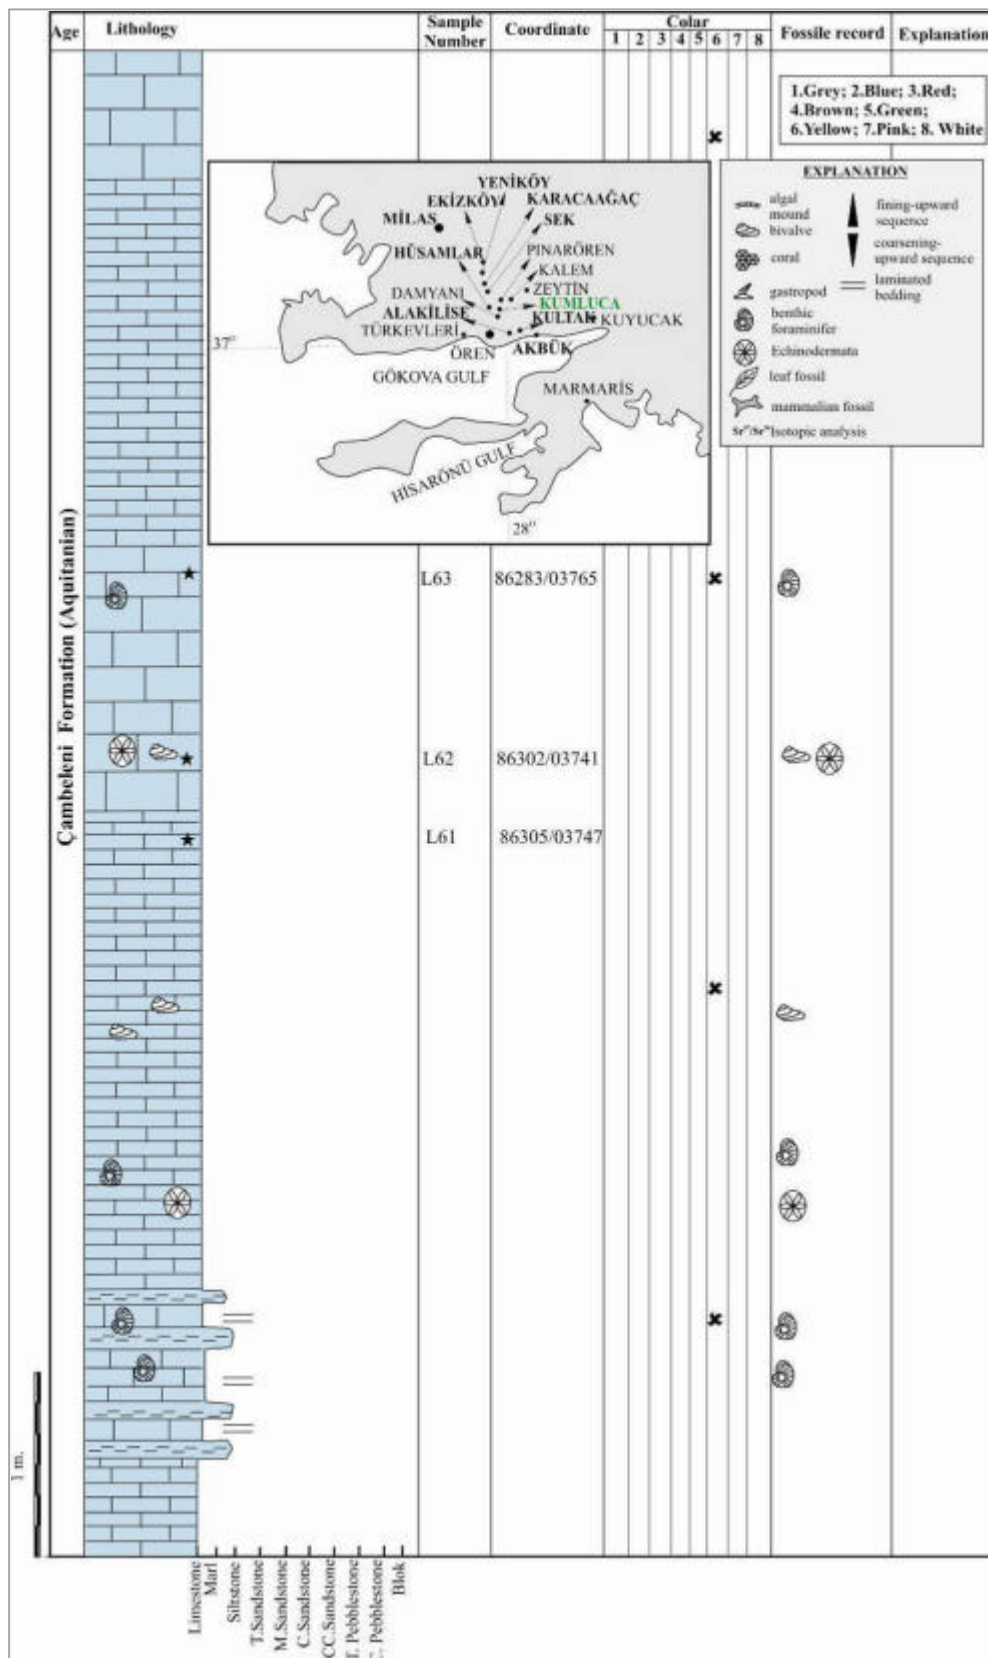 Age
Lithology
Sample
Number
Coordinate
Colar
1 2 3 4 5 6 7 8
Fossile record
Explanation
1.Grey; 2.Blue; 3.Red;
4.Brown; 5.Green;
6.Yellow; 7.Pink; 8. White
EXPLANATION
algal
mound
bivalve
coral
gastropod
benthic
foraminifer
Echinodermata
leaf fossil
mammalian fossil
Isotopic analysis
fining-upward
sequence
coarsening-
upward sequence
laminated
bedding
YENİKÖY
EKİZKÖY
KARACAAĞAÇ
MİLAS
SEK
HÜSAMLAR
PINARÖREN
KALEM
DAMYANI
ZEYTİN
KUMLUCA
ALAKİLİSE
KULTAK
KUYUCAK
TÜRKEVLERİ
37°
ÖREN
AKBÜK
GÖKOVA GULF
MARMARİS
HİSARÖNÜ GULF
28°
Çambeleni Formation (Aquitanian)
L63 86283/03765
L62 86302/03741
L61 86305/03747
1 m.
Limestone
Marl
Siltstone
T.Sandstone
M.Sandstone
C.Sandstone
CC.Sandstone
Pebblestone
Pebblestone
Blok